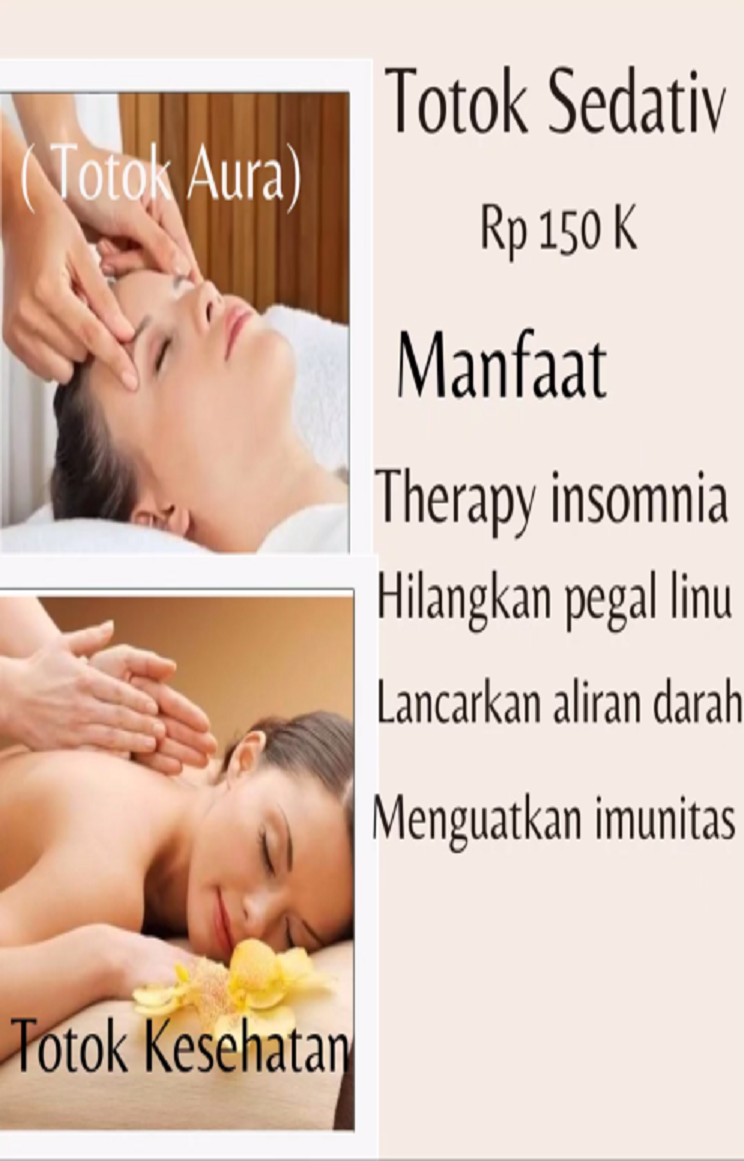 ( Totok Aura)
Totok Sedativ
Rp 150 K
Manfaat
Therapy insomnia
Hilangkan pegal linu
Lancarkan aliran darah
Menguatkan imunitas
Totok Kesehatan